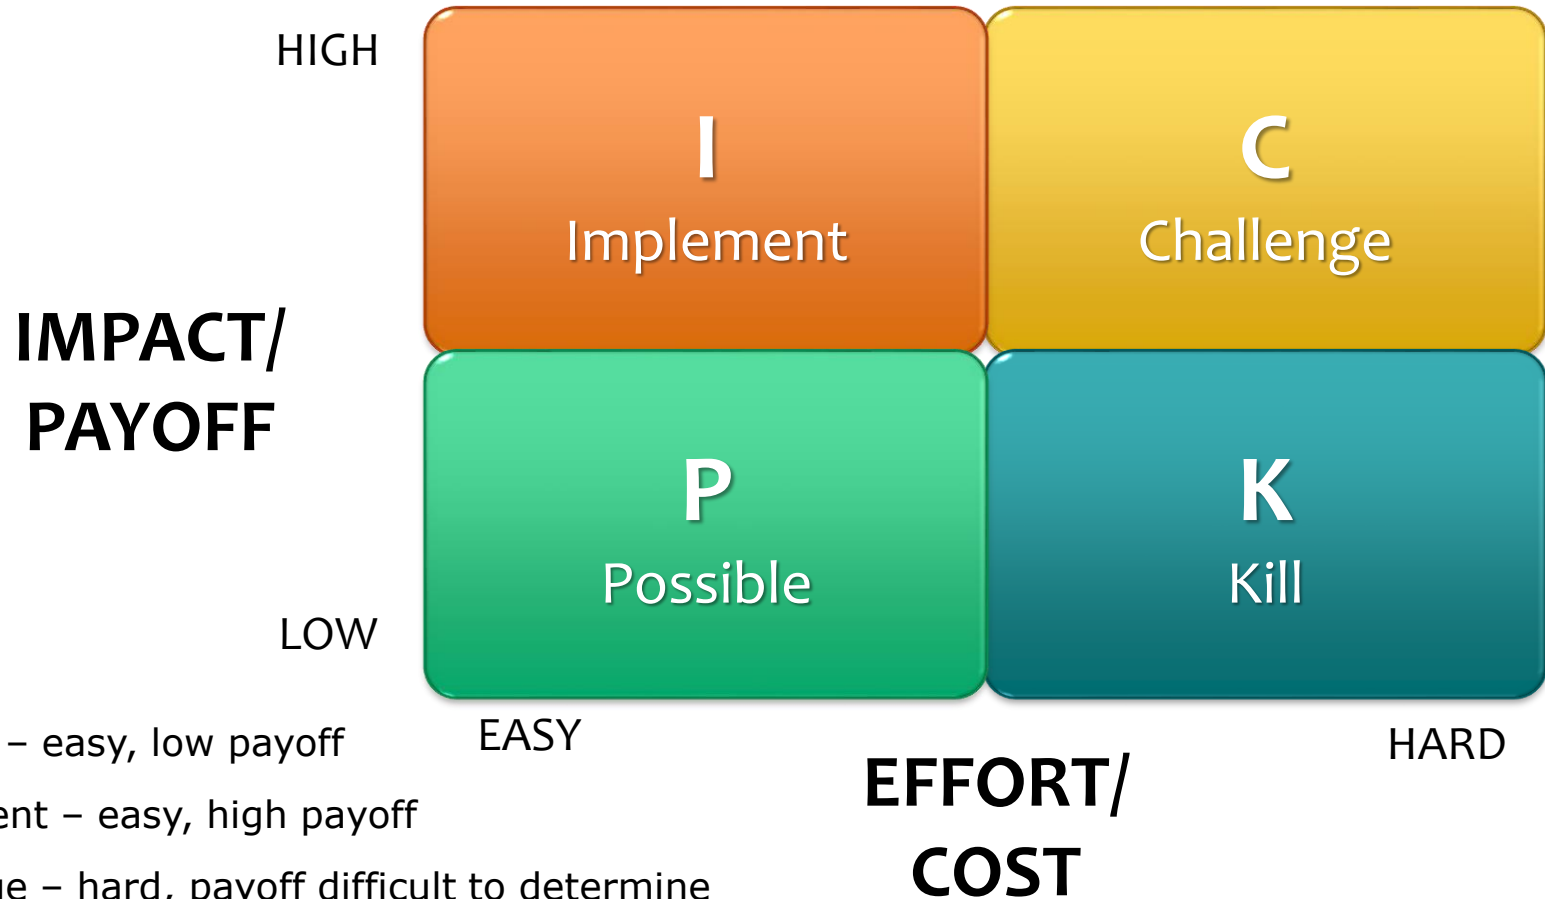 HIGH
I
Implement
C
Challenge
IMPACT/
PAYOFF
P
Possible
K
Kill
LOW
EASY
HARD
– easy, low payoff
– easy, high payoff
– hard, payoff difficult to determine
EFFORT/
COST